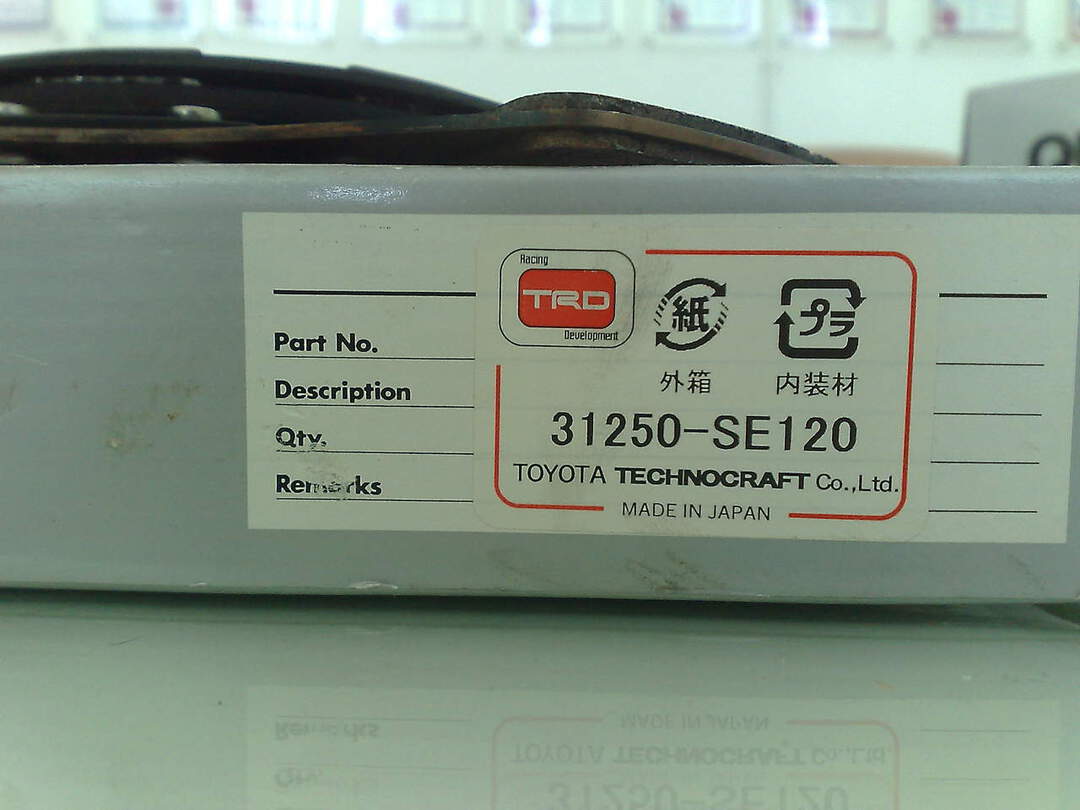 Racing
TRD
Development
紙
プラ
外箱
内装材
Part No.
Description
Qty.
Remarks
31250-SE120
TOYOTA TECHNOCRAFT Co.,Ltd.
MADE IN JAPAN